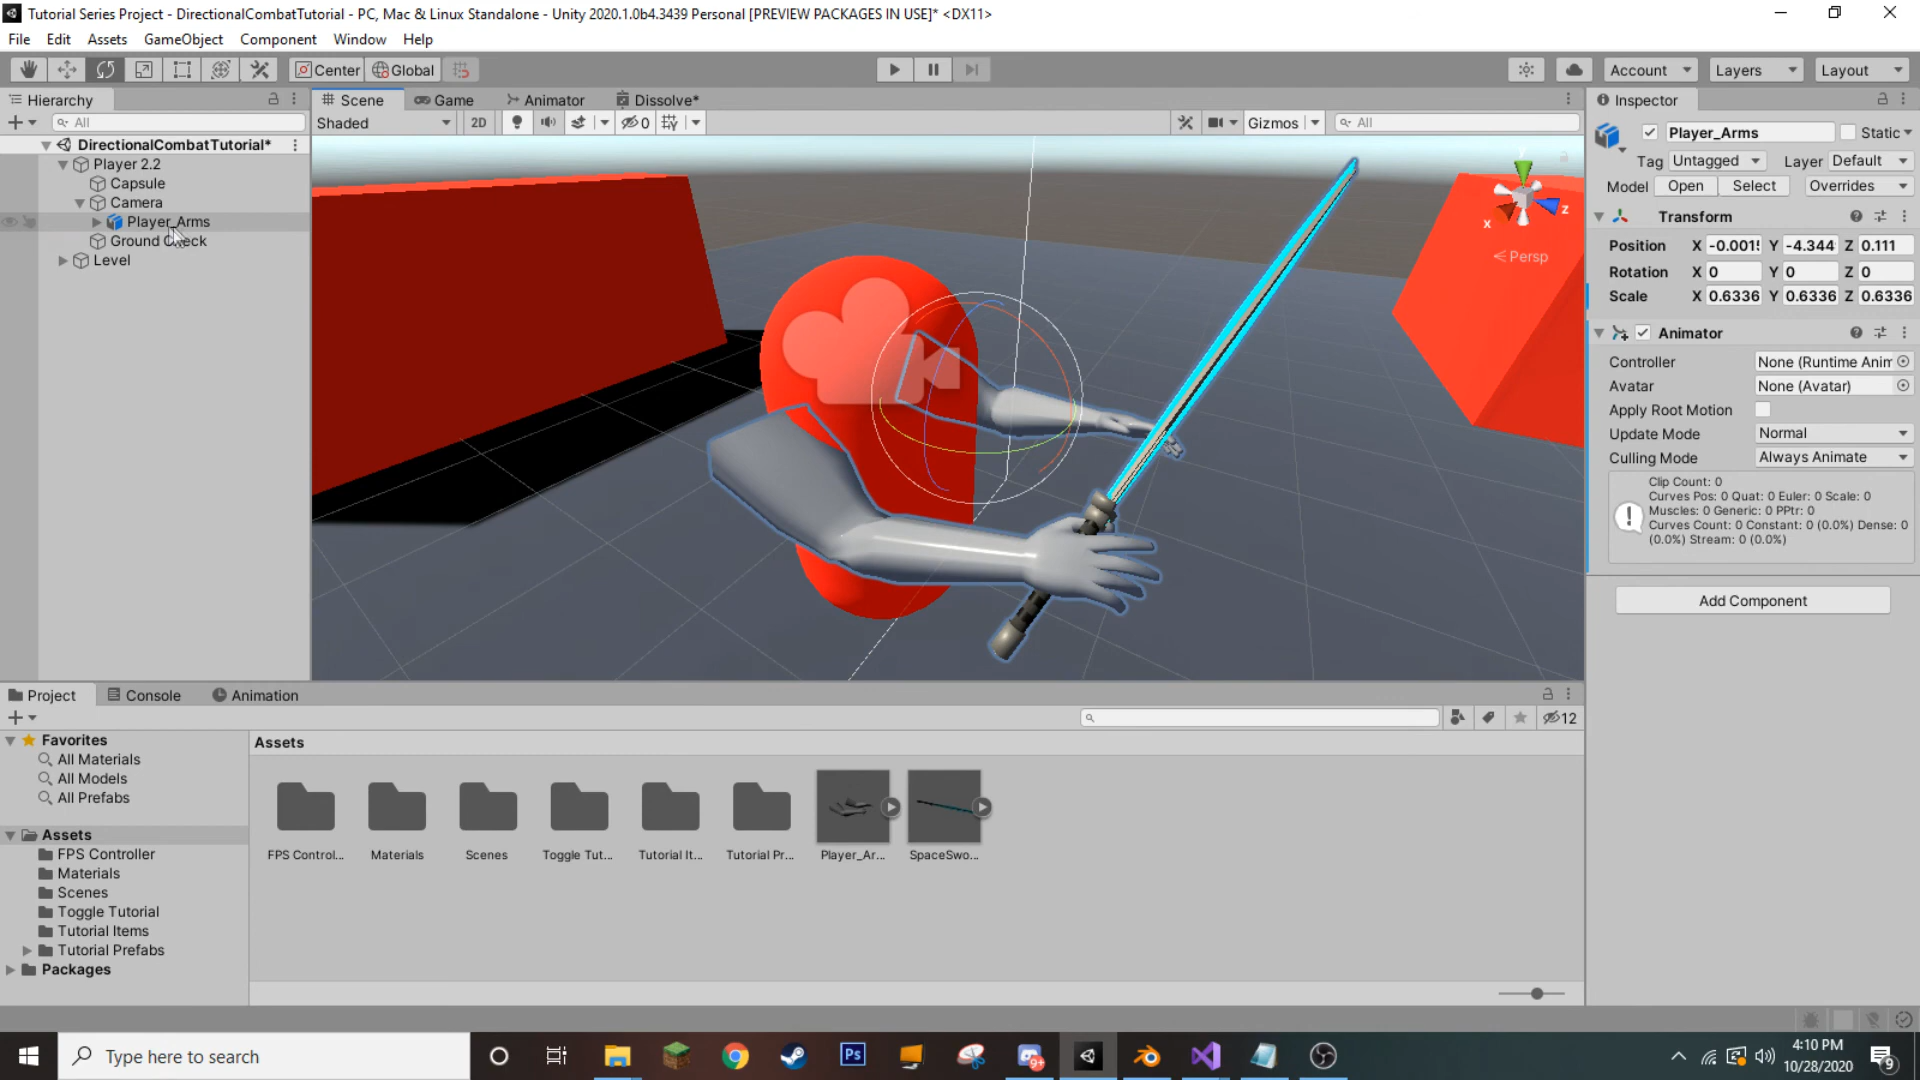 Tutorial Series Project - DirectionalCombatTutorial - PC, Mac & Linux Standalone - Unity 2020.1.0b4.3439 Personal [PREVIEW PACKAGES IN USE]* <DX11>
File Edit Assets GameObject Component Window Help
Center Global Account Layers Layout
Hierarchy
All
DirectionalCombatTutorial*
Player 2.2
Capsule
Camera
Player_Arms
Ground Check
Level
Scene Game Animator Dissolve*
Shaded 2D 0 Gizmos All
y
x z
Persp
Inspector
Player_Arms Static
Tag Untagged Layer Default
Model Open Select Overrides
Transform
Position X -0.001! Y -4.344 Z 0.111
Rotation X 0 Y 0 Z 0
Scale X 0.6336 Y 0.6336 Z 0.6336
Animator
Controller None (Runtime Anim
Avatar None (Avatar)
Apply Root Motion
Update Mode Normal
Culling Mode Always Animate
Clip Count: 0
Curves Pos: 0 Quat: 0 Euler: 0 Scale: 0
Muscles: 0 Generic: 0 PPtr: 0
Curves Count: 0 Constant: 0 (0.0%) Dense: 0
(0.0%) Stream: 0 (0.0%)
Add Component
Project Console Animation
12
Favorites
All Materials
All Models
All Prefabs
Assets
FPS Controller
Materials
Scenes
Toggle Tutorial
Tutorial Items
Tutorial Prefabs
Packages
Assets
FPS Control... Materials Scenes Toggle Tut... Tutorial It... Tutorial Pr... Player_Ar... SpaceSwo...
Type here to search
Ps
9+
4:10 PM
10/28/2020
9